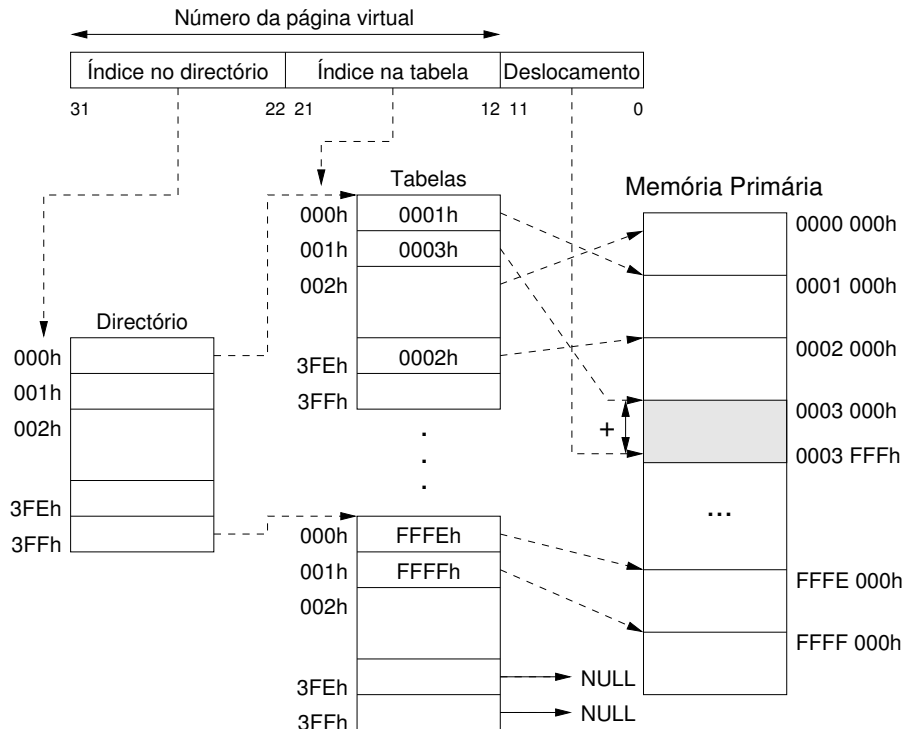 Número da página virtual
Índice no directório Índice na tabela Deslocamento
31 22 21 12 11 0
Tabelas
Memória Primária
000h 0001h
001h 0003h
002h
3FEh 0002h
3FFh
.
.
.
Directório
000h
001h
002h
3FEh
3FFh
000h FFFEh
001h FFFFh
002h
3FEh NULL
3FFh NULL
0000 000h
0001 000h
0002 000h
0003 000h
+
0003 FFFh
...
FFFE 000h
FFFF 000h